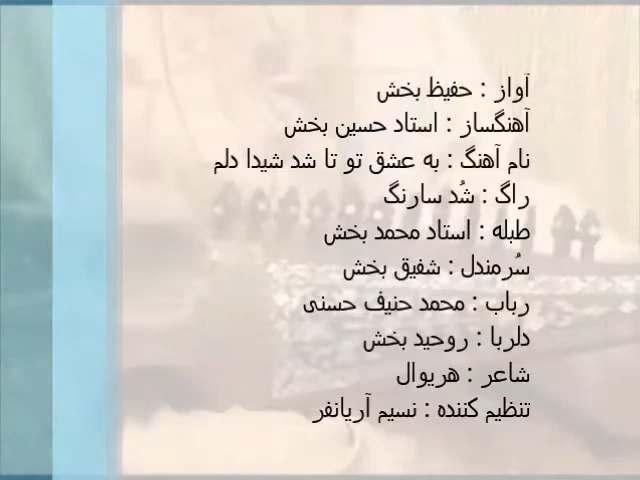 آواز : حفیظ بخش
آهنگساز : استاد حسین بخش
نام آهنگ : به عشق تو تا شد شیدا دلم
راگ : شُد سارنگ
طبله : استاد محمد بخش
سُرمندل : شفیق بخش
رباب : محمد حنیف حسنی
دلربا : روحید بخش
شاعر : هریوال
تنظیم کننده : نسیم آریانفر